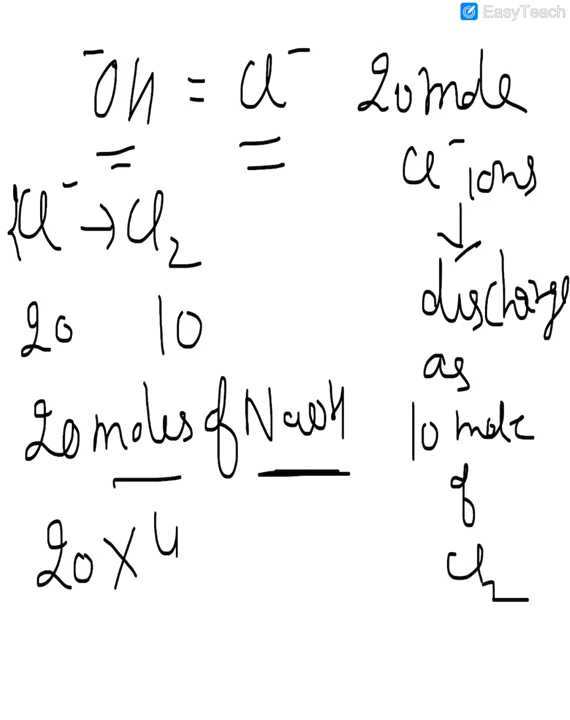 EasyTeach
⁻OH = Cl⁻
2Cl⁻ → Cl₂
20 10
20 moles of NaOH
20 x 4
20 mole
Cl⁻ ions
↓
discharge
as
10 mole
of
Cl₂